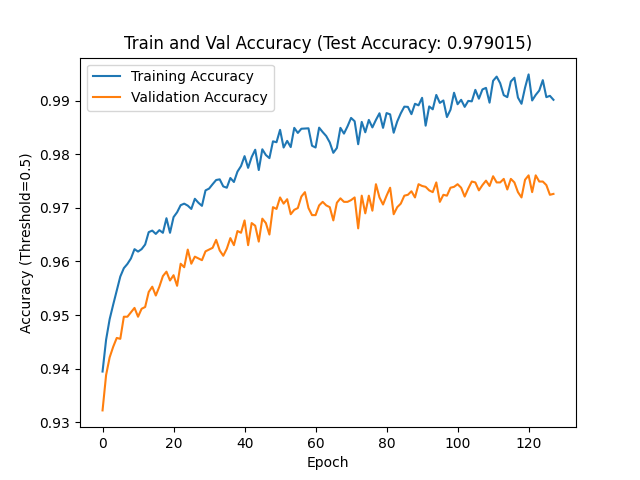 Train and Val Accuracy (Test Accuracy: 0.979015)
Training Accuracy
Validation Accuracy
0.99
0.98
0.97
0.96
0.95
0.94
0.93
Accuracy (Threshold=0.5)
0 20 40 60 80 100 120
Epoch